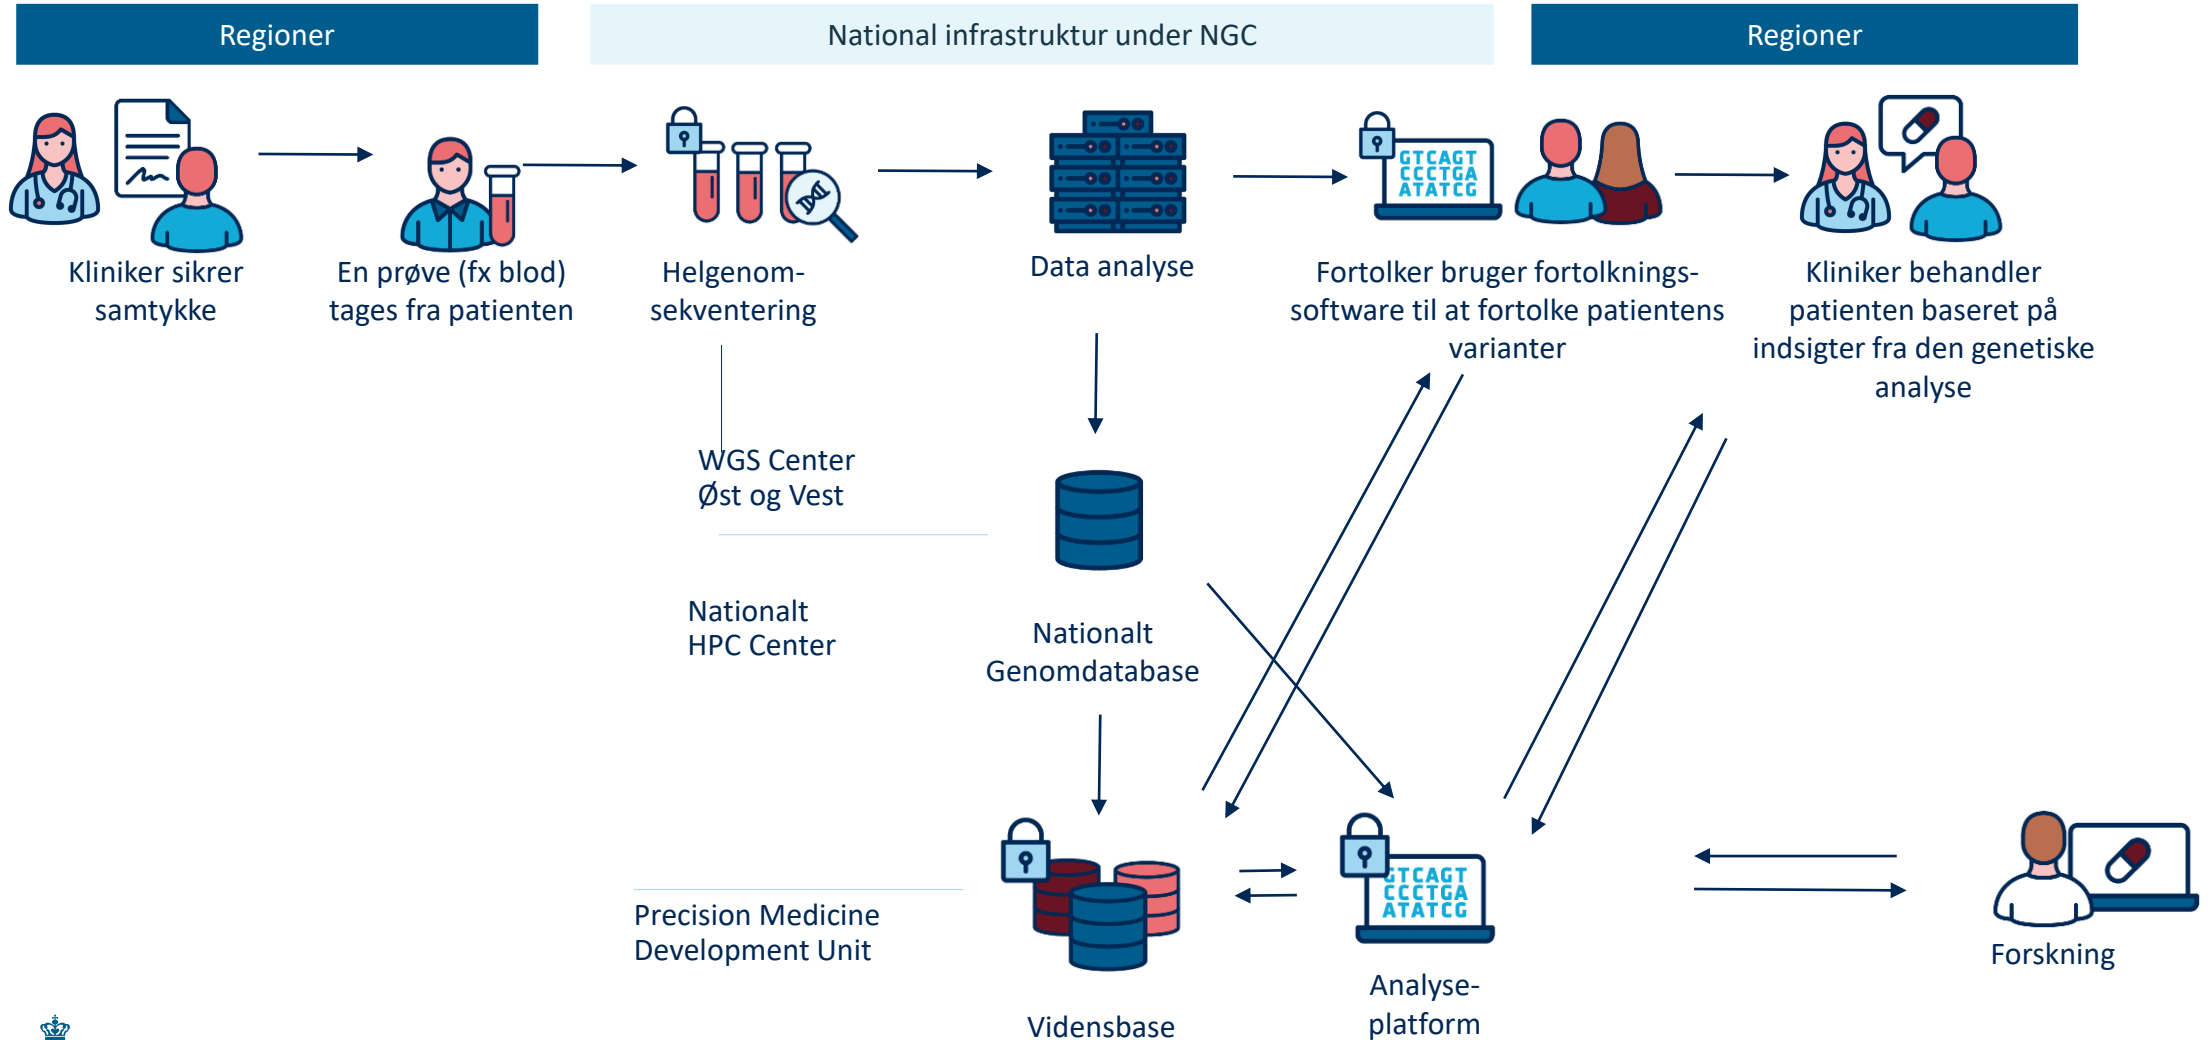 Regioner
National infrastruktur under NGC
Regioner
GTCAGT
CCCTGA
ATATCG
Kliniker sikrer
samtykke
En prøve (fx blod)
tages fra patienten
Helgenom-
sekventering
Data analyse
Fortolker bruger fortolknings-
software til at fortolke patientens
varianter
Kliniker behandler
patienten baseret på
indsigter fra den genetiske
analyse
WGS Center
Øst og Vest
Nationalt
HPC Center
Nationalt
Genomdatabase
GTCAGT
CCCTGA
ATATCG
Precision Medicine
Development Unit
Vidensbase
Analyse-
platform
Forskning